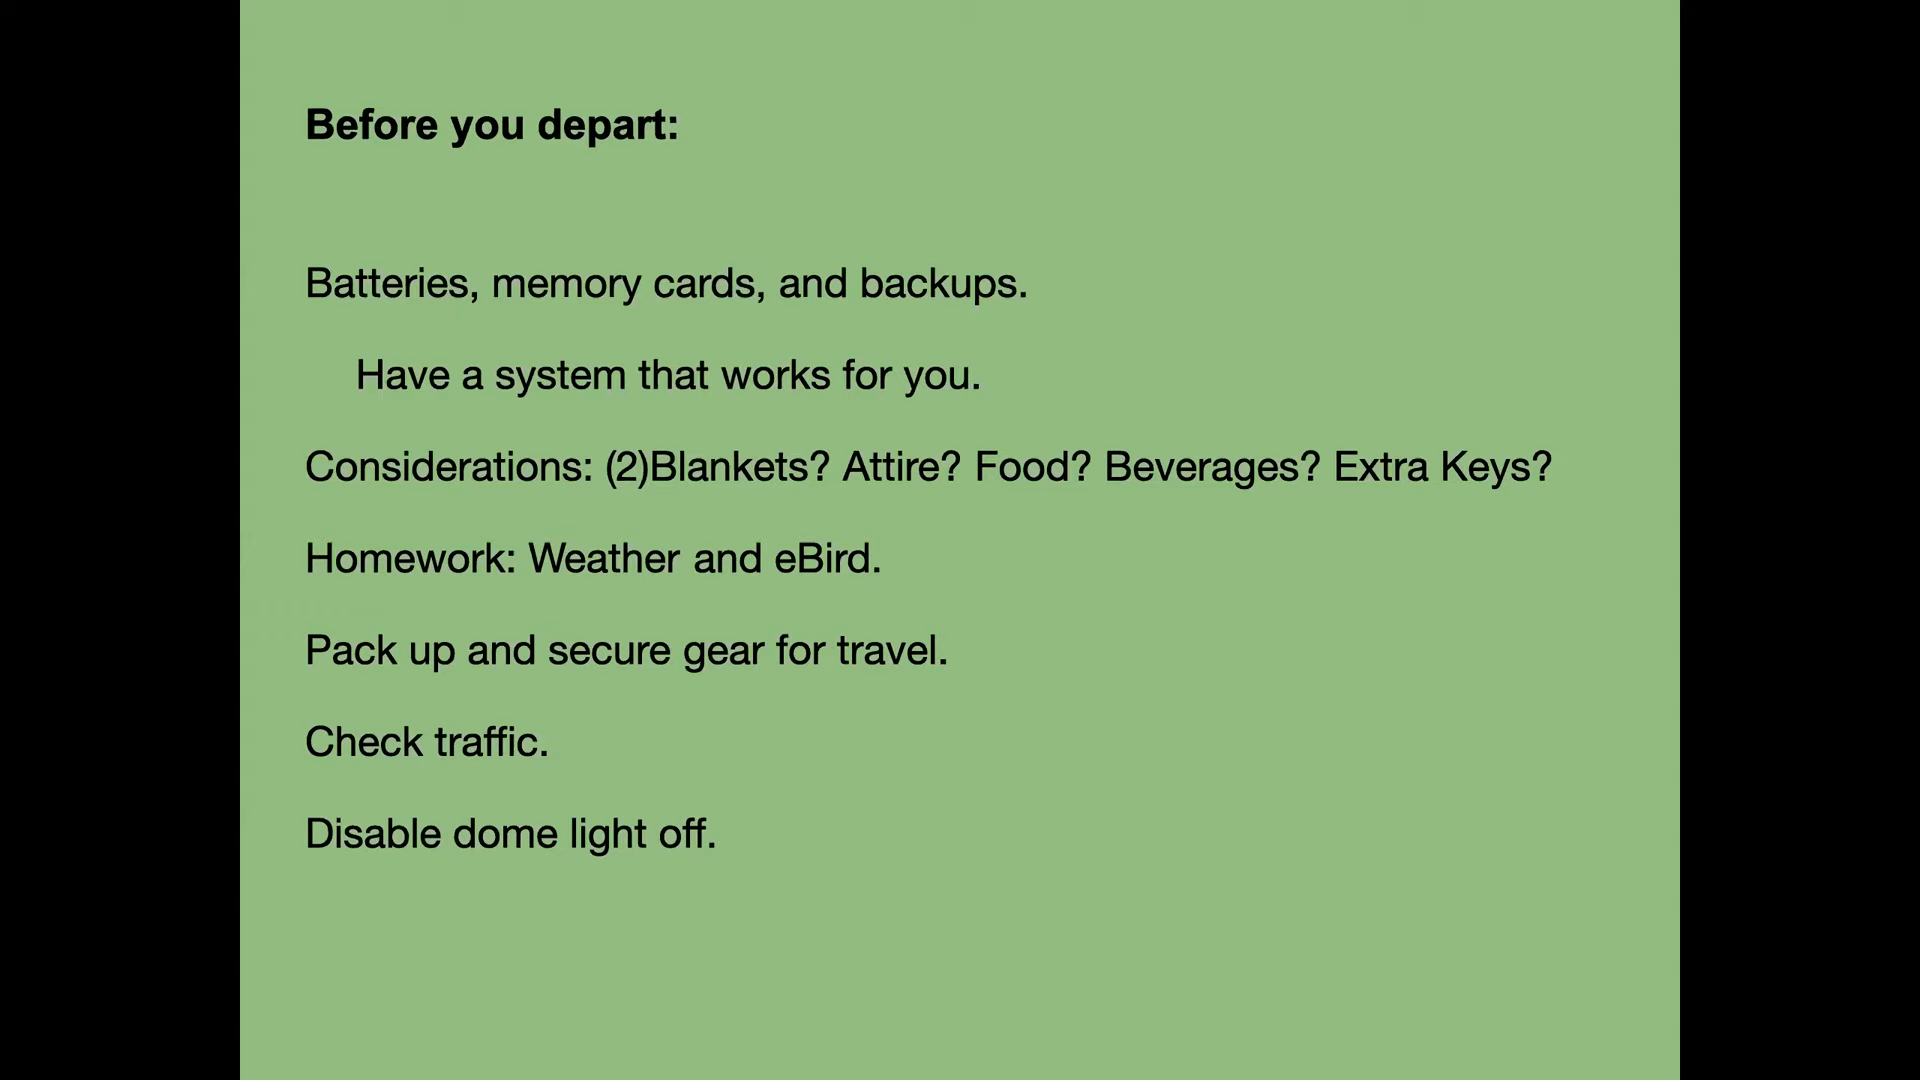 Before you depart:
Batteries, memory cards, and backups.
Have a system that works for you.
Considerations: (2)Blankets? Attire? Food? Beverages? Extra Keys?
Homework: Weather and eBird.
Pack up and secure gear for travel.
Check traffic.
Disable dome light off.